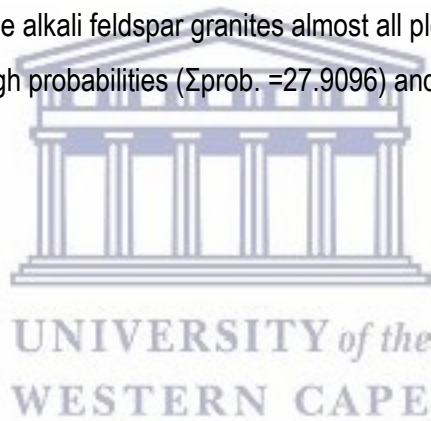 e alkali feldspar granites almost all pl
gh probabilities (Σprob. =27.9096) and
UNIVERSITY of the
WESTERN CAPE